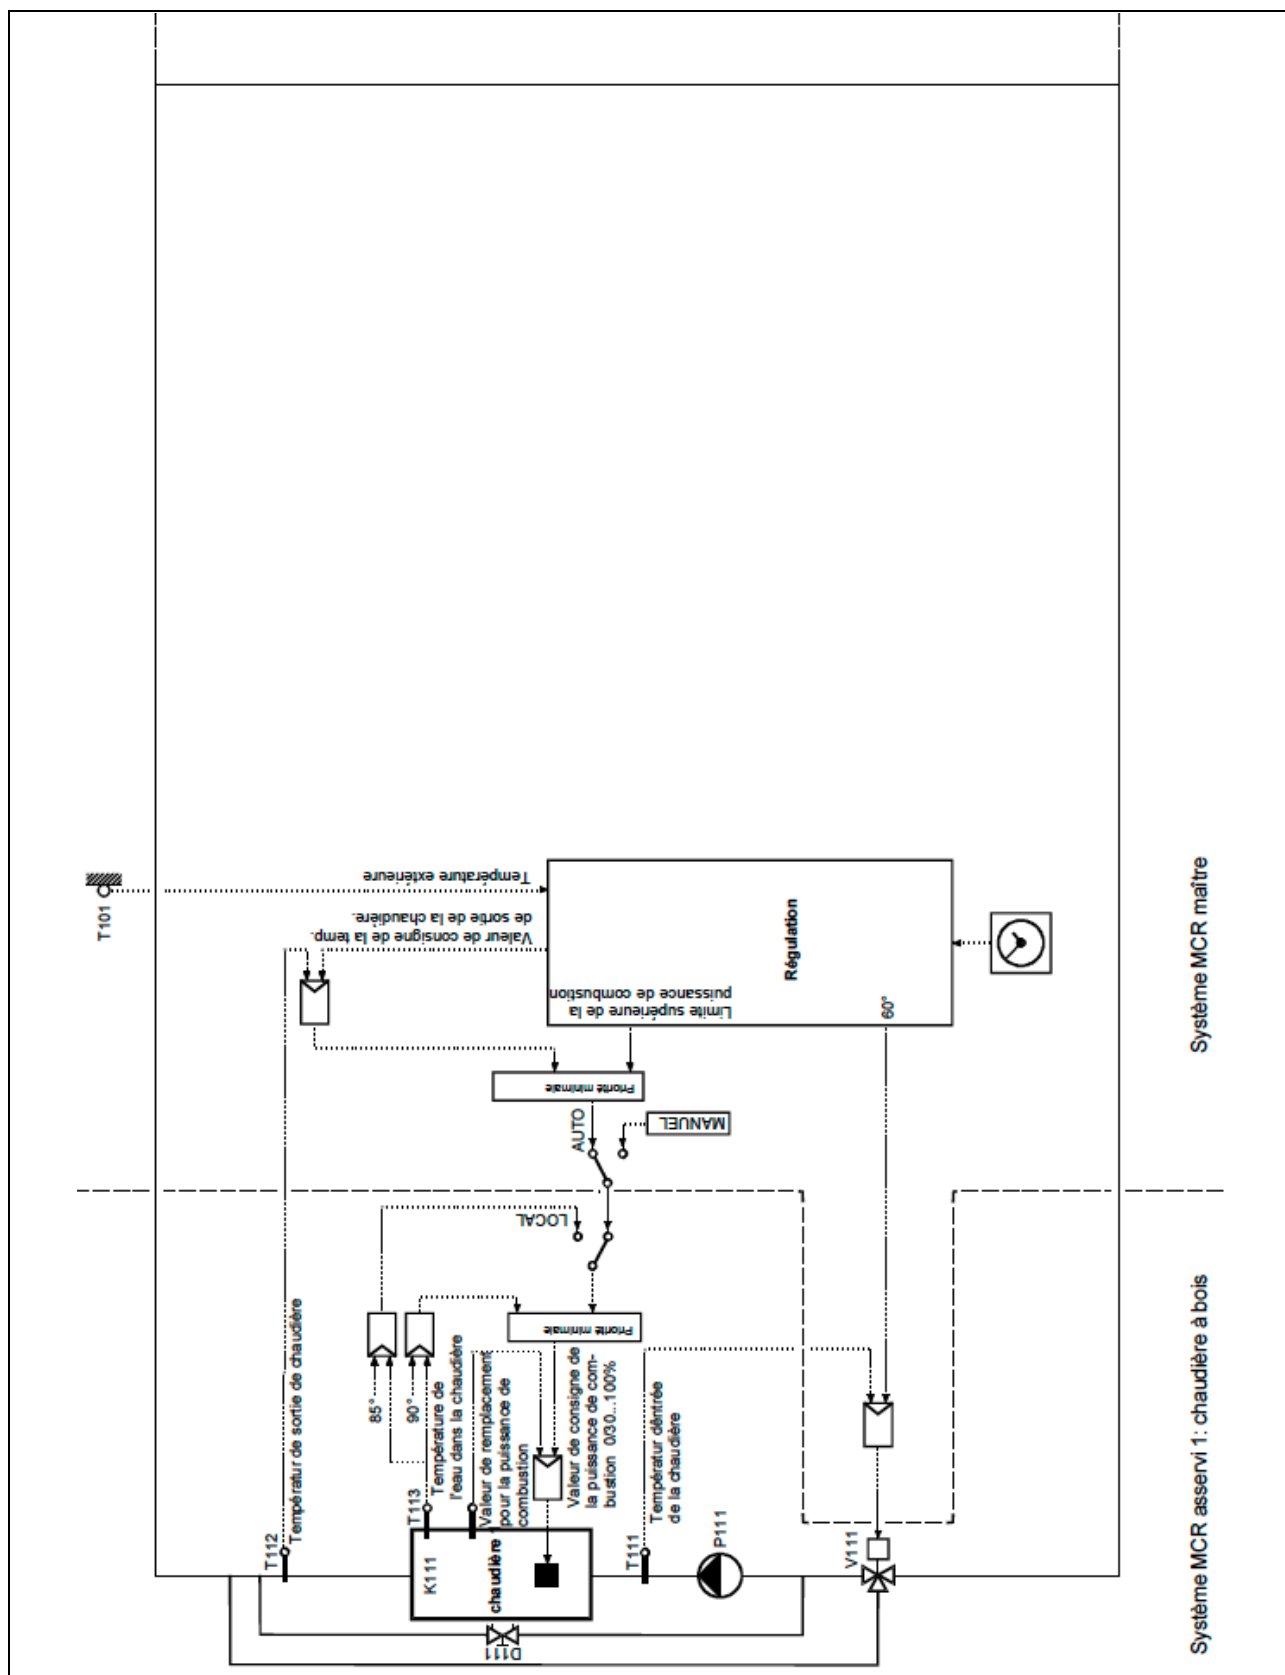 T101
Température extérieure
Valeur de consigne de la temp.
de sortie de la chaudière.
Limite supérieure de la
puissance de combustion
Régulation
60°
Priorité minimale
AUTO
MANUEL
Système MCR maître
LOCAL
Priorité minimale
85°
90°
T112
Températur de sortie de chaudière
T113
Température de
l'eau dans la chaudière
Valeur de remplacement
pour la puissance de
combustion
Valeur de consigne de
la puissance de com-
bustion 0/30...100%
K111
chaudière 1
D111
T111
Températur dêntrée
de la chaudière
P111
V111
Système MCR asservi 1: chaudière à bois